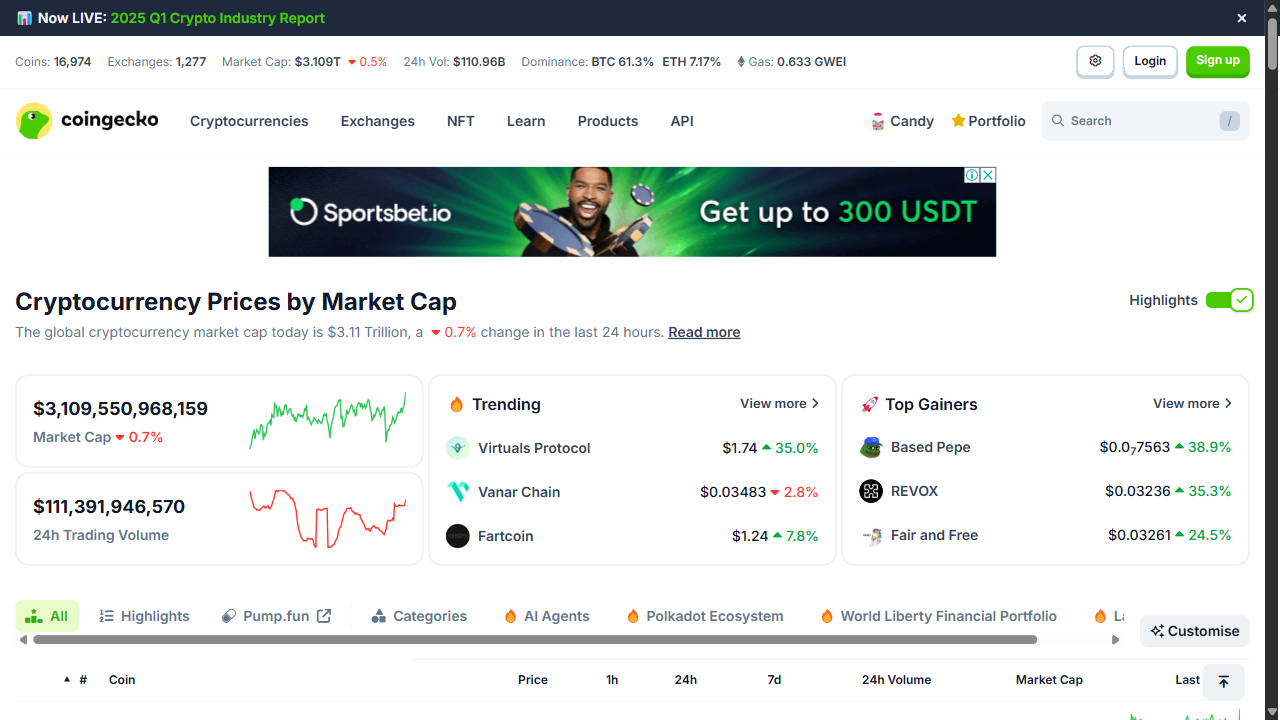 Now LIVE: 2025 Q1 Crypto Industry Report
Coins: 16,974 Exchanges: 1,277 Market Cap: $3.109T 0.5% 24h Vol: $110.96B Dominance: BTC 61.3% ETH 7.17% Gas: 0.633 GWEI
Login
Sign up
coingecko
Cryptocurrencies Exchanges NFT Learn Products API
Candy Portfolio
Search /
Sportsbet.io
Get up to 300 USDT
Cryptocurrency Prices by Market Cap
Highlights
The global cryptocurrency market cap today is $3.11 Trillion, a 0.7% change in the last 24 hours. Read more
$3,109,550,968,159
Market Cap 0.7%
$111,391,946,570
24h Trading Volume
Trending View more
Virtuals Protocol $1.74 35.0%
Vanar Chain $0.03483 2.8%
Fartcoin $1.24 7.8%
Top Gainers View more
Based Pepe $0.0₇7563 38.9%
REVOX $0.03236 35.3%
Fair and Free $0.03261 24.5%
All Highlights Pump.fun Categories AI Agents Polkadot Ecosystem World Liberty Financial Portfolio
Customise
# Coin Price 1h 24h 7d 24h Volume Market Cap Last